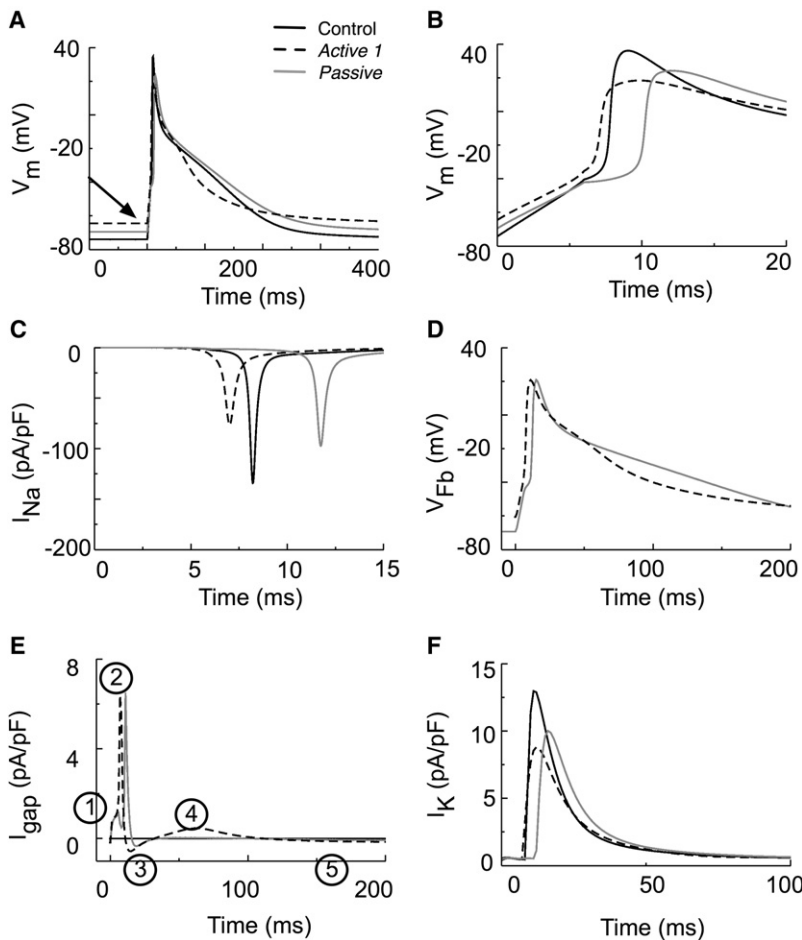 A
40
-20
-80
V_m (mV)
0
200
400
Time (ms)
Control
Active 1
Passive
B
40
-20
-80
V_m (mV)
0
10
20
Time (ms)
C
0
-100
-200
I_Na (pA/pF)
0
5
10
15
Time (ms)
D
40
-20
-80
V_Fb (mV)
0
100
200
Time (ms)
E
8
4
0
I_gap (pA/pF)
1
2
3
4
5
0
100
200
Time (ms)
F
15
10
5
0
I_K (pA/pF)
0
50
100
Time (ms)